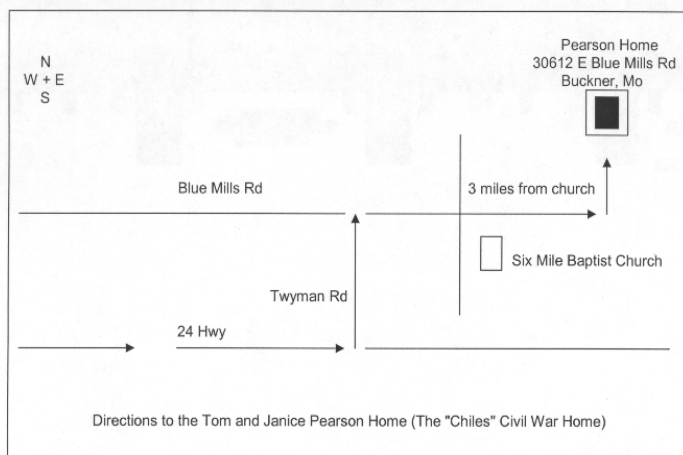 Pearson Home
30612 E Blue Mills Rd
Buckner, Mo
N
W + E
S
Blue Mills Rd
3 miles from church
Six Mile Baptist Church
Twyman Rd
24 Hwy
Directions to the Tom and Janice Pearson Home (The "Chiles" Civil War Home)